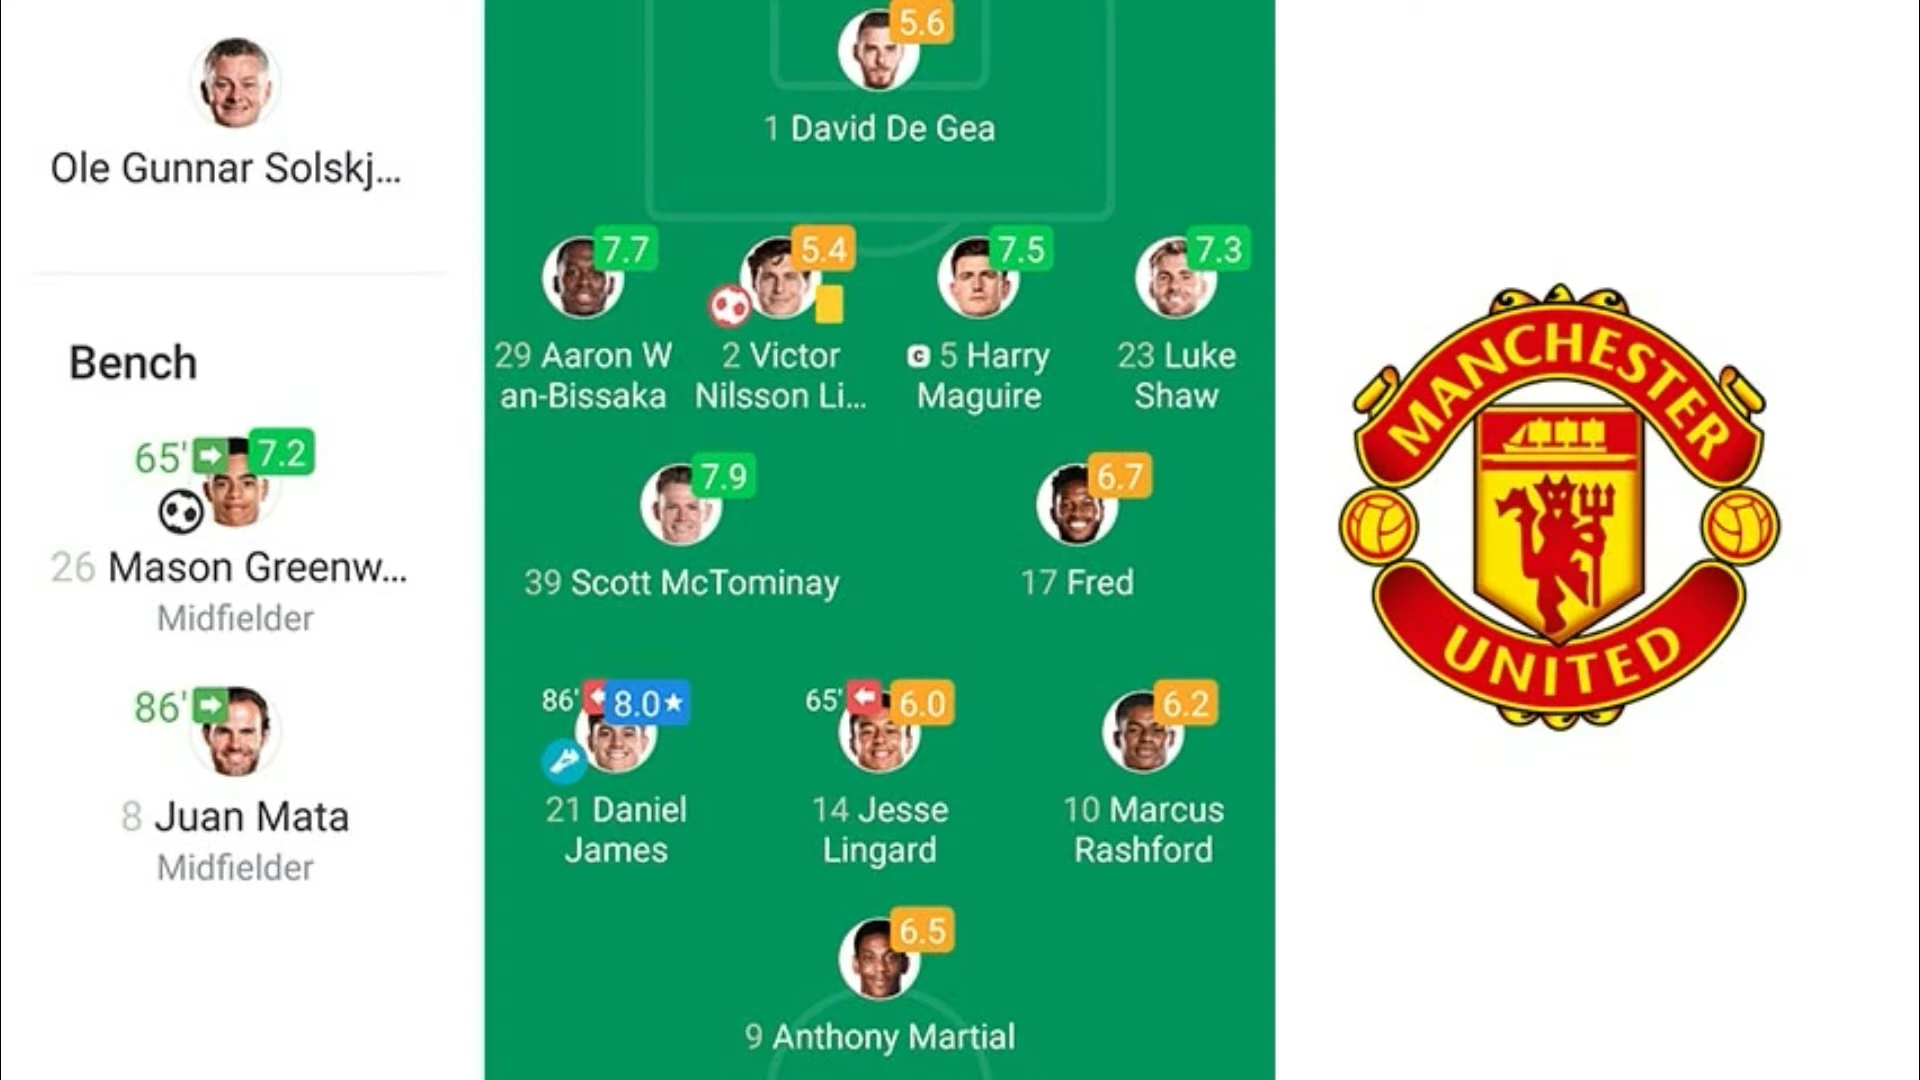 Ole Gunnar Solskj...
Bench
65' 7.2
26 Mason Greenw...
Midfielder
86'
8 Juan Mata
Midfielder
5.6
1 David De Gea
7.7
29 Aaron W
an-Bissaka
5.4
2 Victor
Nilsson Li...
7.5
C 5 Harry
Maguire
7.3
23 Luke
Shaw
7.9
39 Scott McTominay
6.7
17 Fred
86' 8.0★
21 Daniel
James
65' 6.0
14 Jesse
Lingard
6.2
10 Marcus
Rashford
6.5
9 Anthony Martial
MANCHESTER
UNITED